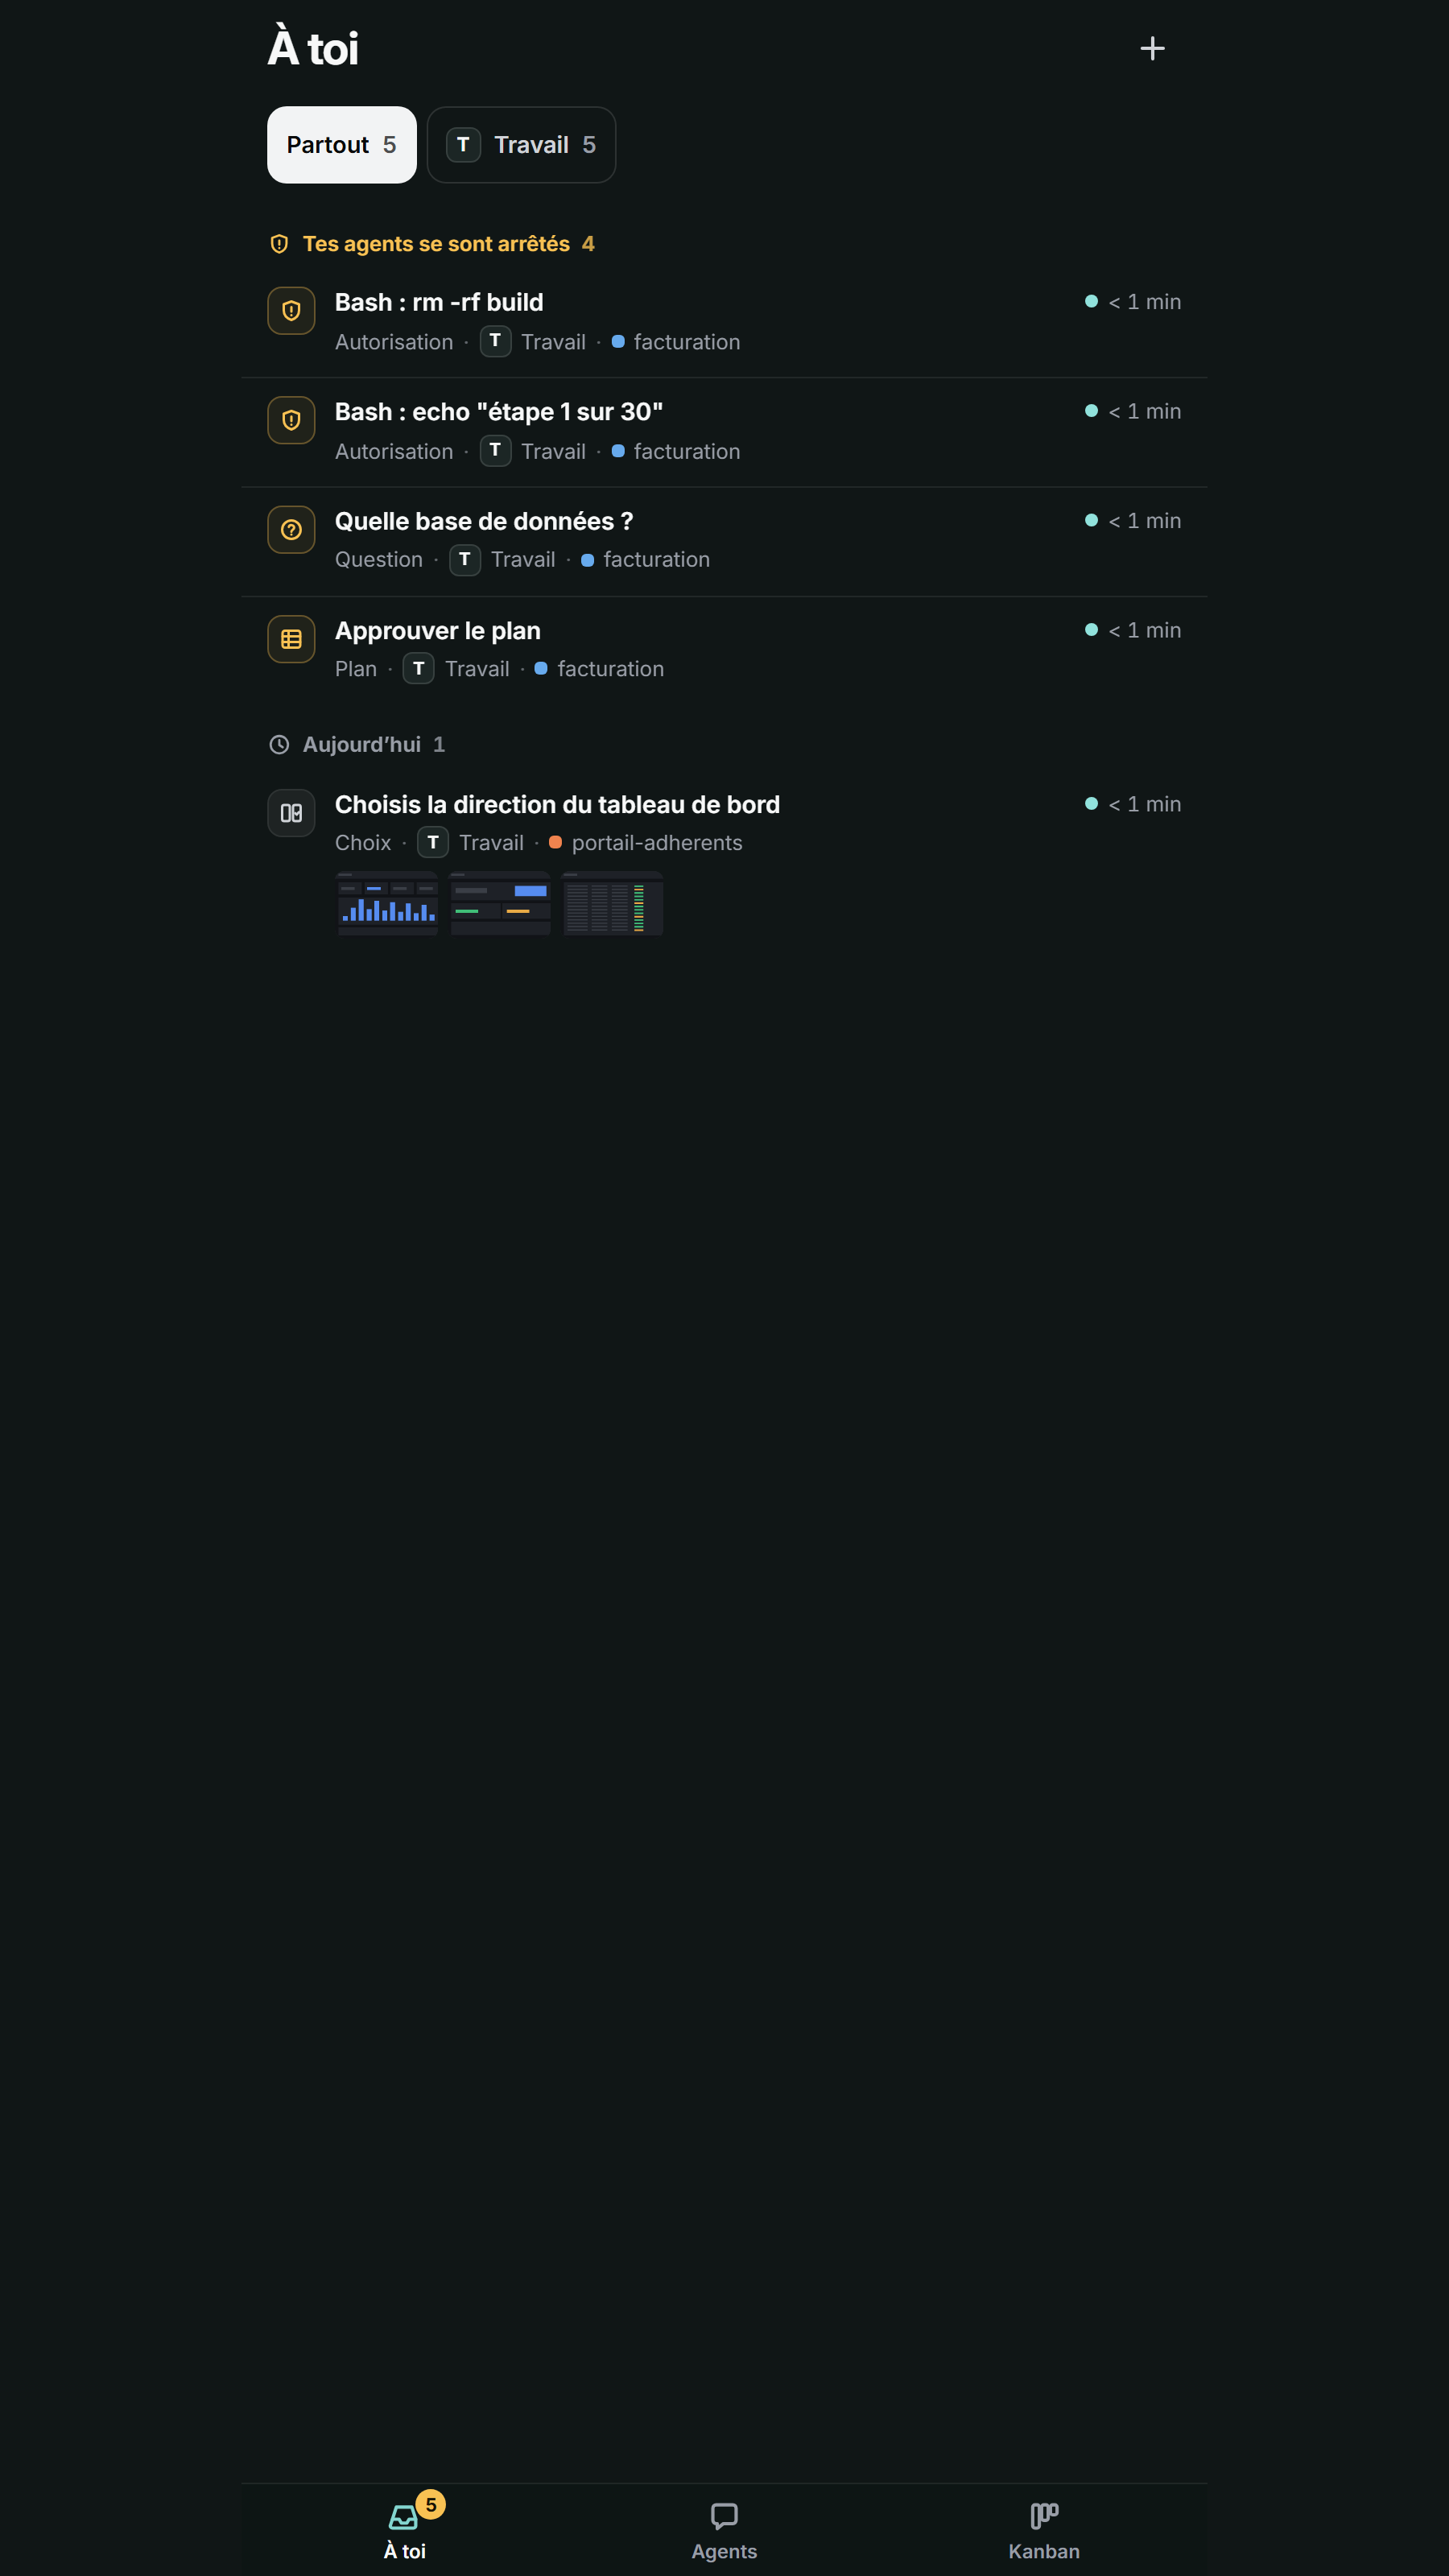 À toi
Partout 5
T Travail 5
Tes agents se sont arrêtés 4
Bash : rm -rf build
< 1 min
Autorisation · T Travail · facturation
Bash : echo "étape 1 sur 30"
< 1 min
Autorisation · T Travail · facturation
Quelle base de données ?
< 1 min
Question · T Travail · facturation
Approuver le plan
< 1 min
Plan · T Travail · facturation
Aujourd’hui 1
Choisis la direction du tableau de bord
< 1 min
Choix · T Travail · portail-adherents
5
À toi
Agents
Kanban